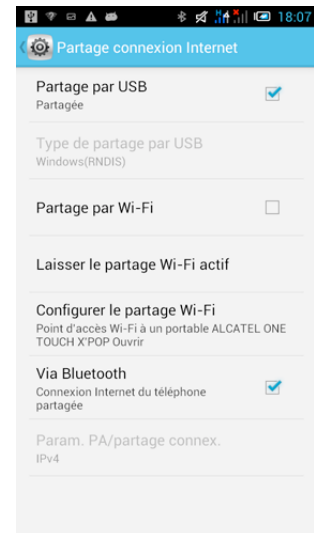 18:07
Partage connexion Internet
Partage par USB
Partagée
Type de partage par USB
Windows(RNDIS)
Partage par Wi-Fi
Laisser le partage Wi-Fi actif
Configurer le partage Wi-Fi
Point d'accès Wi-Fi à un portable ALCATEL ONE
TOUCH X'POP Ouvrir
Via Bluetooth
Connexion Internet du téléphone
partagée
Param. PA/partage connex.
IPv4